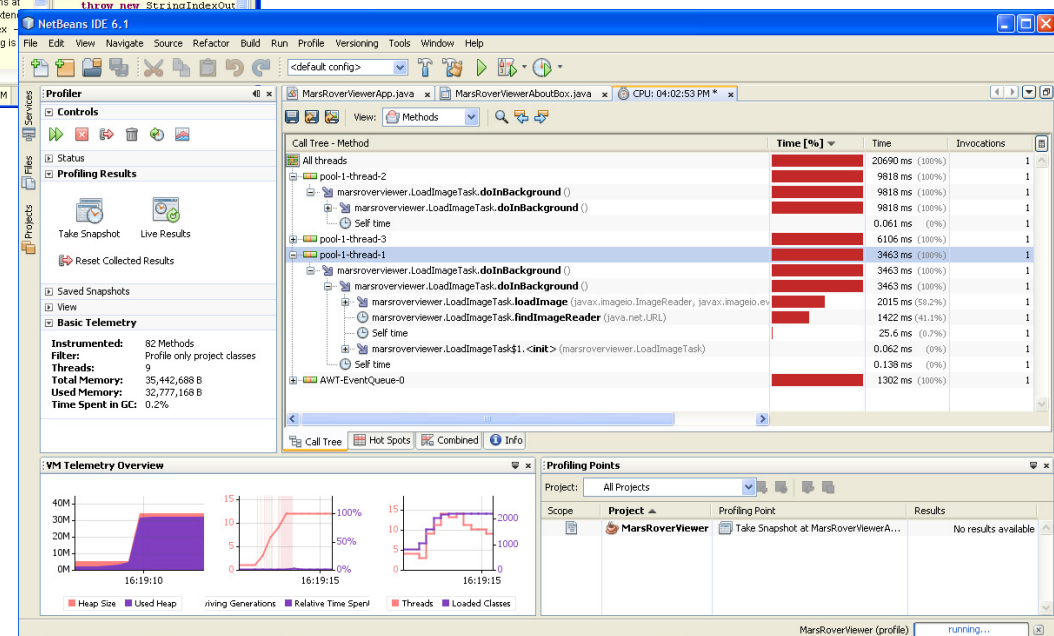 ns at
throw new StringIndexOut
xtend
ex -
g is
M
NetBeans IDE 6.1
File Edit View Navigate Source Refactor Build Run Profile Versioning Tools Window Help
<default config>
Services
Files
Projects
Profiler
Controls
Status
Profiling Results
Take Snapshot Live Results
Reset Collected Results
Saved Snapshots
View
Basic Telemetry
Instrumented: 82 Methods
Filter: Profile only project classes
Threads: 9
Total Memory: 35,442,688 B
Used Memory: 32,777,168 B
Time Spent in GC: 0.2%
MarsRoverViewerApp.java x MarsRoverViewerAboutBox.java x CPU: 04:02:53 PM * x
View: Methods
Call Tree - Method Time [%] Time Invocations
All threads 20690 ms (100%) 1
pool-1-thread-2 9818 ms (100%) 1
marsroverviewer.LoadImageTask.doInBackground () 9818 ms (100%) 1
marsroverviewer.LoadImageTask.doInBackground () 9818 ms (100%) 1
Self time 0.061 ms (0%) 1
pool-1-thread-3 6106 ms (100%) 1
pool-1-thread-1 3463 ms (100%) 1
marsroverviewer.LoadImageTask.doInBackground () 3463 ms (100%) 1
marsroverviewer.LoadImageTask.doInBackground () 3463 ms (100%) 1
marsroverviewer.LoadImageTask.loadImage (javax.imageio.ImageReader, javax.imageio.ev 2015 ms (58.2%) 1
marsroverviewer.LoadImageTask.findImageReader (java.net.URL) 1422 ms (41.1%) 1
Self time 25.6 ms (0.7%) 1
marsroverviewer.LoadImageTask$1.<init> (marsroverviewer.LoadImageTask) 0.062 ms (0%) 1
Self time 0.138 ms (0%) 1
AWT-EventQueue-0 1302 ms (100%) 1
Call Tree Hot Spots Combined Info
VM Telemetry Overview
40M
30M
20M
10M
0M
16:19:10
Heap Size Used Heap
15
10
5
0
100%
50%
0%
16:19:15
iving Generations Relative Time Spent
15
10
5
0
2000
1000
0
16:19:15
Threads Loaded Classes
Profiling Points
Project: All Projects
Scope Project Profiling Point Results
MarsRoverViewer Take Snapshot at MarsRoverViewerA... No results available
MarsRoverViewer (profile) running...